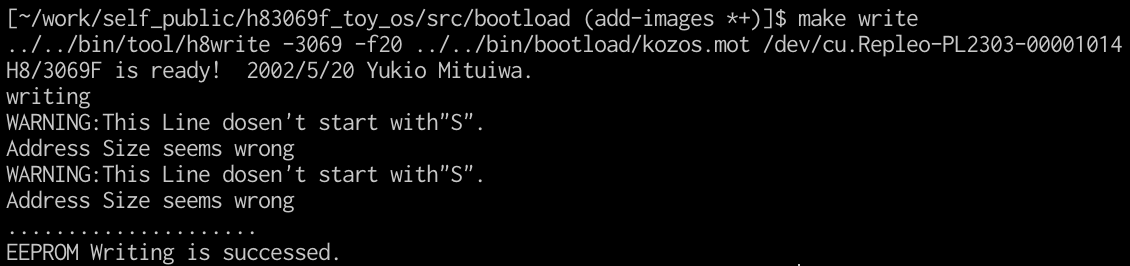 [~/work/self_public/h83069f_toy_os/src/bootload (add-images *+)]$ make write
../../bin/tool/h8write -3069 -f20 ../../bin/bootload/kozos.mot /dev/cu.Repleo-PL2303-00001014
H8/3069F is ready!  2002/5/20 Yukio Mituiwa.
writing
WARNING:This Line dosen't start with"S".
Address Size seems wrong
WARNING:This Line dosen't start with"S".
Address Size seems wrong
.....................
EEPROM Writing is successed.